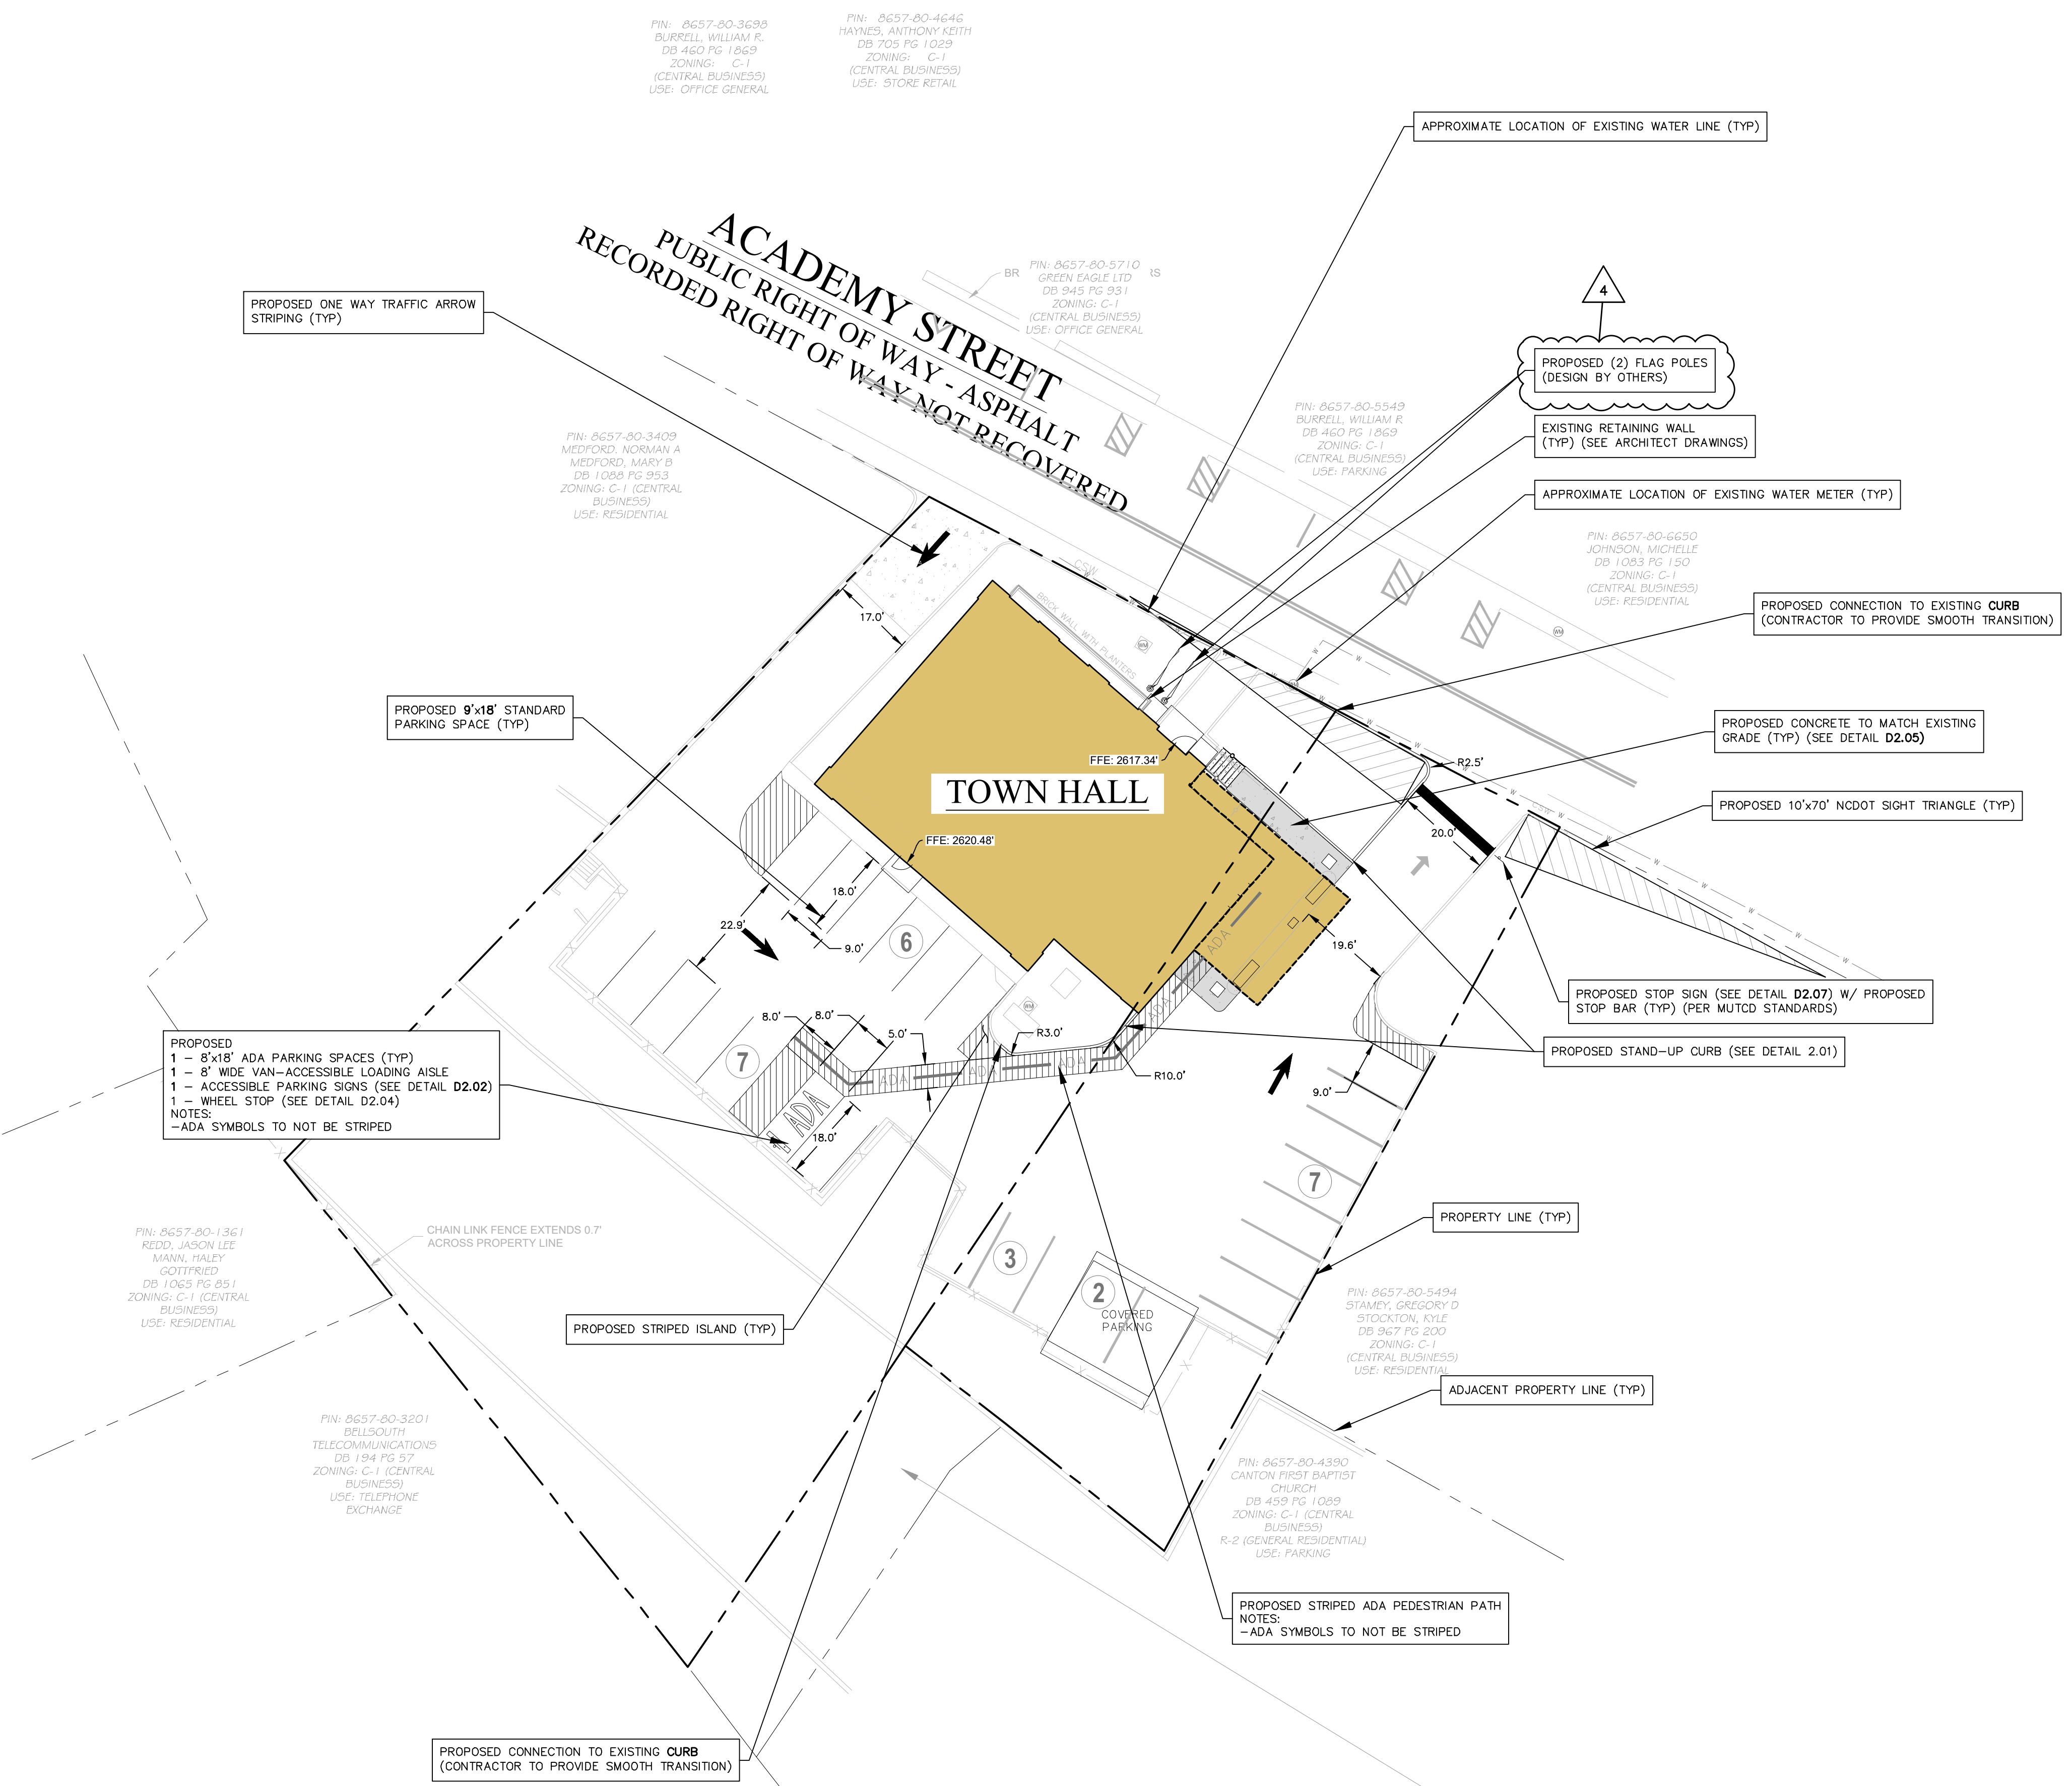 PIN: 8657-80-3698
BURRELL, WILLIAM R.
DB 460 PG 1869
ZONING: C-1
(CENTRAL BUSINESS)
USE: OFFICE GENERAL
PIN: 8657-80-4646
HAYNES, ANTHONY KEITH
DB 705 PG 1029
ZONING: C-1
(CENTRAL BUSINESS)
USE: STORE RETAIL
APPROXIMATE LOCATION OF EXISTING WATER LINE (TYP)
ACADEMY STREET
PUBLIC RIGHT OF WAY - ASPHALT
RECORDED RIGHT OF WAY NOT RECOVERED
BR
RS
PIN: 8657-80-5710
GREEN EAGLE LTD
DB 945 PG 931
ZONING: C-1
(CENTRAL BUSINESS)
USE: OFFICE GENERAL
4
PROPOSED ONE WAY TRAFFIC ARROW
STRIPING (TYP)
PROPOSED (2) FLAG POLES
(DESIGN BY OTHERS)
EXISTING RETAINING WALL
(TYP) (SEE ARCHITECT DRAWINGS)
PIN: 8657-80-5549
BURRELL, WILLIAM R
DB 460 PG 1869
ZONING: C-1
(CENTRAL BUSINESS)
USE: PARKING
PIN: 8657-80-3409
MEDFORD, NORMAN A
MEDFORD, MARY B
DB 1088 PG 953
ZONING: C-1 (CENTRAL
BUSINESS)
USE: RESIDENTIAL
APPROXIMATE LOCATION OF EXISTING WATER METER (TYP)
PIN: 8657-80-6650
JOHNSON, MICHELLE
DB 1083 PG 150
ZONING: C-1
(CENTRAL BUSINESS)
USE: RESIDENTIAL
CSW
W
WM
17.0'
BRICK WALL WITH PLANTERS
WM
WM
PROPOSED CONNECTION TO EXISTING CURB
(CONTRACTOR TO PROVIDE SMOOTH TRANSITION)
PROPOSED 9'x18' STANDARD
PARKING SPACE (TYP)
PROPOSED CONCRETE TO MATCH EXISTING
GRADE (TYP) (SEE DETAIL D2.05)
FFE: 2617.34'
R2.5'
TOWN HALL
PROPOSED 10'x70' NCDOT SIGHT TRIANGLE (TYP)
CSW
20.0'
FFE: 2620.48'
18.0'
22.9'
9.0'
6
19.6'
ADA
PROPOSED STOP SIGN (SEE DETAIL D2.07) W/ PROPOSED
STOP BAR (TYP) (PER MUTCD STANDARDS)
WM
ADA
8.0'
8.0'
5.0'
R3.0'
PROPOSED STAND-UP CURB (SEE DETAIL 2.01)
PROPOSED
1 - 8'x18' ADA PARKING SPACES (TYP)
1 - 8' WIDE VAN-ACCESSIBLE LOADING AISLE
1 - ACCESSIBLE PARKING SIGNS (SEE DETAIL D2.02)
1 - WHEEL STOP (SEE DETAIL D2.04)
NOTES:
-ADA SYMBOLS TO NOT BE STRIPED
7
ADA
ADA
ADA
R10.0'
9.0'
ADA
18.0'
7
PROPERTY LINE (TYP)
PIN: 8657-80-1361
REDD, JASON LEE
MANN, HALEY
GOTTFRIED
DB 1065 PG 851
ZONING: C-1 (CENTRAL
BUSINESS)
USE: RESIDENTIAL
CHAIN LINK FENCE EXTENDS 0.7'
ACROSS PROPERTY LINE
3
2
COVERED
PARKING
PIN: 8657-80-5494
STAMEY, GREGORY D
STOCKTON, KYLE
DB 967 PG 200
ZONING: C-1
(CENTRAL BUSINESS)
USE: RESIDENTIAL
PROPOSED STRIPED ISLAND (TYP)
ADJACENT PROPERTY LINE (TYP)
PIN: 8657-80-3201
BELLSOUTH
TELECOMMUNICATIONS
DB 194 PG 57
ZONING: C-1 (CENTRAL
BUSINESS)
USE: TELEPHONE
EXCHANGE
PIN: 8657-80-4390
CANTON FIRST BAPTIST
CHURCH
DB 459 PG 1089
ZONING: C-1 (CENTRAL
BUSINESS)
R-2 (GENERAL RESIDENTIAL)
USE: PARKING
PROPOSED STRIPED ADA PEDESTRIAN PATH
NOTES:
-ADA SYMBOLS TO NOT BE STRIPED
PROPOSED CONNECTION TO EXISTING CURB
(CONTRACTOR TO PROVIDE SMOOTH TRANSITION)